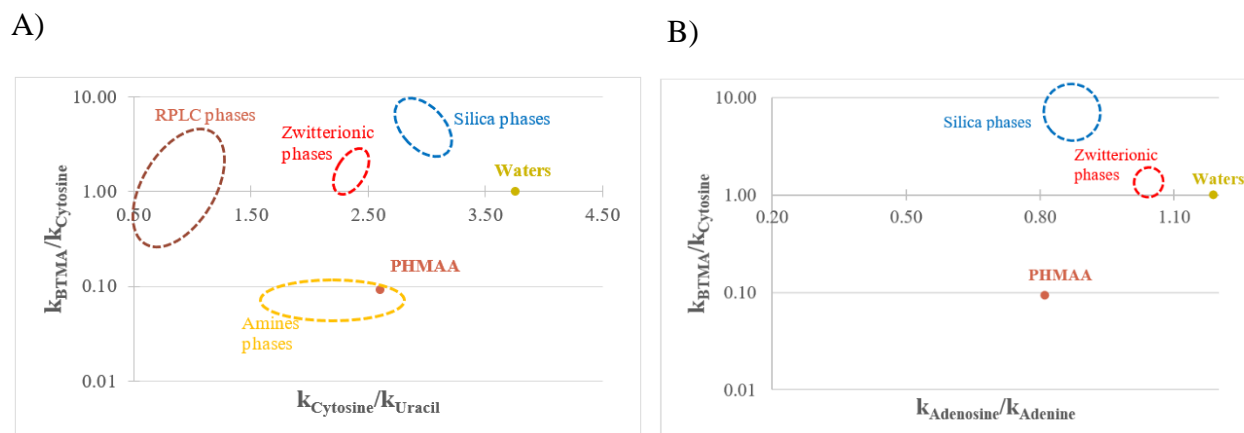 A)
10.00
RPLC phases
Zwitterionic
phases
Silica phases
Waters
1.00
0.50
1.50
2.50
3.50
4.50
PHMAA
0.10
Amines
phases
0.01
kBTMA/kCytosine
kCytosine/kUracil
B)
10.00
Silica phases
Zwitterionic
phases
Waters
1.00
0.20
0.50
0.80
1.10
PHMAA
0.10
0.01
kBTMA/kCytosine
kAdenosine/kAdenine